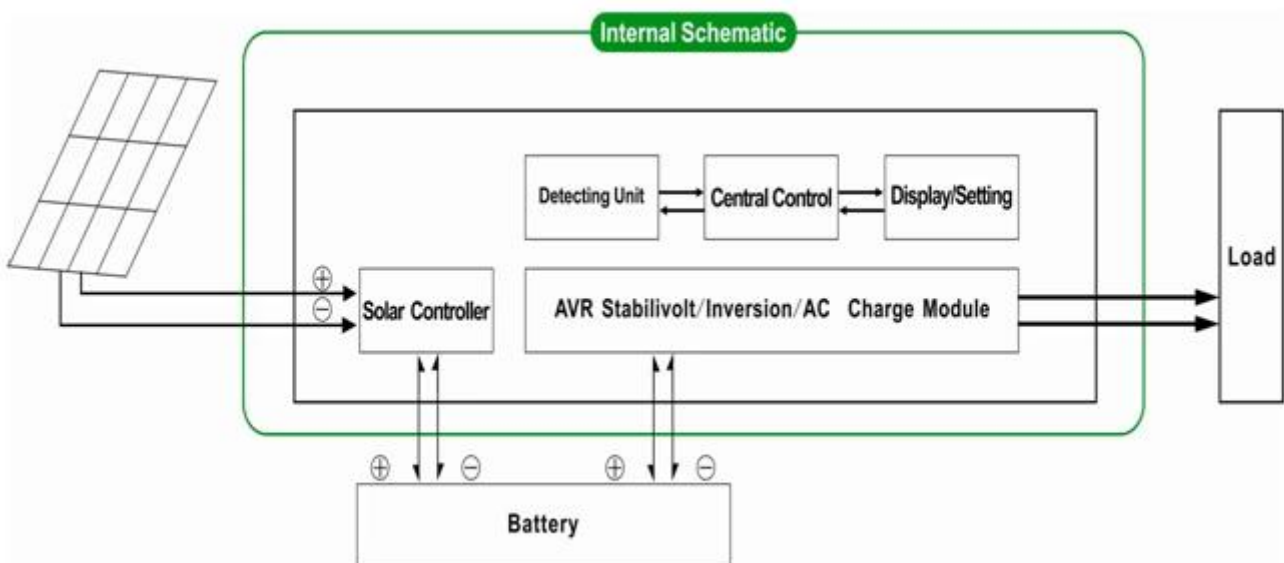 Internal Schematic
Detecting Unit
Central Control
Display/Setting
Load
⊕
⊖
Solar Controller
AVR Stabilivolt/Inversion/AC Charge Module
⊕ ⊖ ⊕ ⊖
Battery